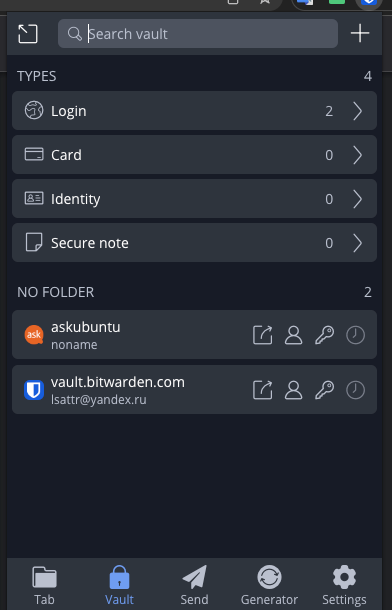 Search vault
TYPES 4
Login 2
Card 0
Identity 0
Secure note 0
NO FOLDER 2
ask
askubuntu
noname
vault.bitwarden.com
lsattr@yandex.ru
Tab Vault Send Generator Settings